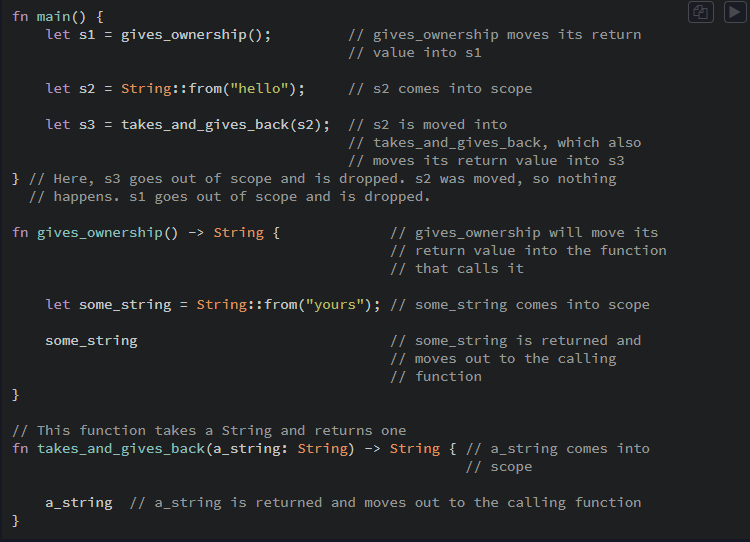 fn main() {
    let s1 = gives_ownership();         // gives_ownership moves its return
                                        // value into s1

    let s2 = String::from("hello");     // s2 comes into scope

    let s3 = takes_and_gives_back(s2);  // s2 is moved into
                                        // takes_and_gives_back, which also
                                        // moves its return value into s3
} // Here, s3 goes out of scope and is dropped. s2 was moved, so nothing
  // happens. s1 goes out of scope and is dropped.

fn gives_ownership() -> String {             // gives_ownership will move its
                                             // return value into the function
                                             // that calls it

    let some_string = String::from("yours"); // some_string comes into scope

    some_string                              // some_string is returned and
                                             // moves out to the calling
                                             // function
}

// This function takes a String and returns one
fn takes_and_gives_back(a_string: String) -> String { // a_string comes into
                                                      // scope

    a_string  // a_string is returned and moves out to the calling function
}